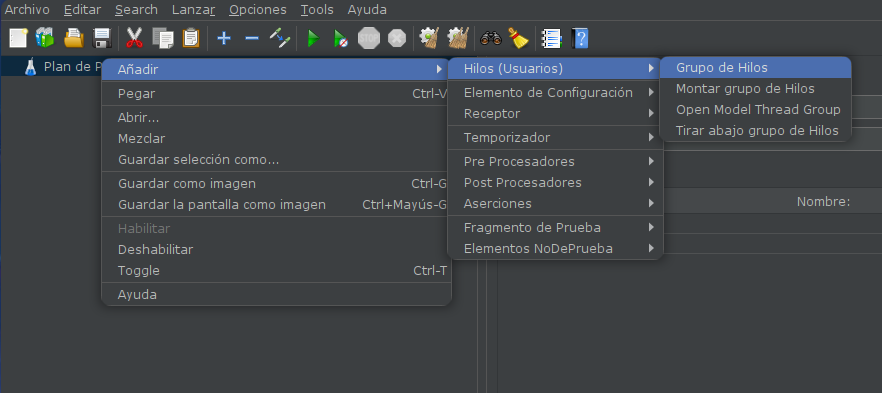 Archivo Editar Search Lanzar Opciones Tools Ayuda
Plan de P
Añadir
Pegar Ctrl-V
Abrir...
Mezclar
Guardar selección como...
Guardar como imagen Ctrl-G
Guardar la pantalla como imagen Ctrl+Mayús-G
Habilitar
Deshabilitar
Toggle Ctrl-T
Ayuda
Hilos (Usuarios)
Elemento de Configuración
Receptor
Temporizador
Pre Procesadores
Post Procesadores
Aserciones
Fragmento de Prueba
Elementos NoDePrueba
Grupo de Hilos
Montar grupo de Hilos
Open Model Thread Group
Tirar abajo grupo de Hilos
Nombre: